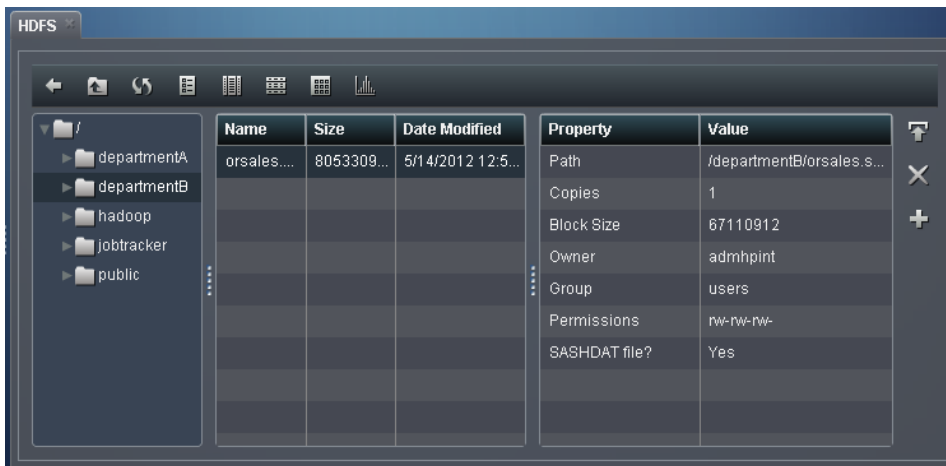 HDFS
/
departmentA
departmentB
hadoop
jobtracker
public
Name Size Date Modified
orsales.... 8053309... 5/14/2012 12:5...
Property Value
Path /departmentB/orsales.s...
Copies 1
Block Size 67110912
Owner admhpint
Group users
Permissions rw-rw-rw-
SASHDAT file? Yes